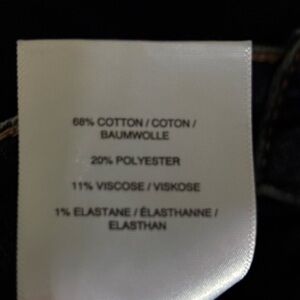 68% COTTON / COTON /
BAUMWOLLE
20% POLYESTER
11% VISCOSE / VISKOSE
1% ELASTANE / ÉLASTHANNE /
ELASTHAN